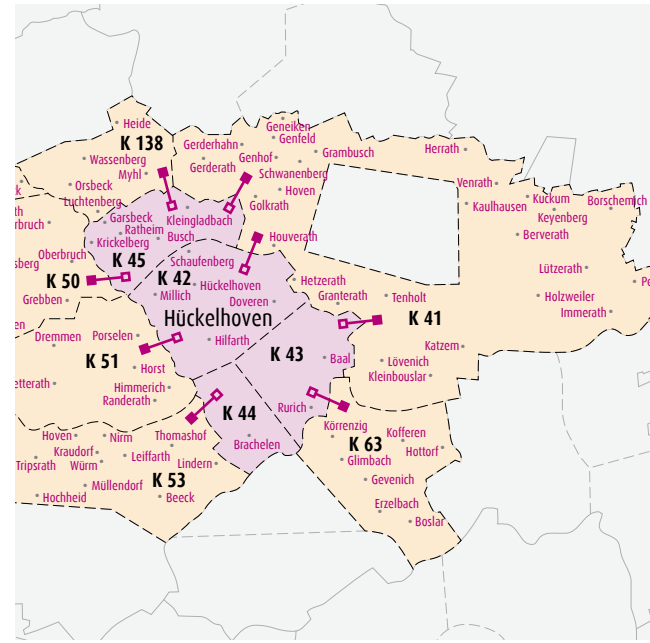 Heide
K 138
Wassenberg
Myhl
Orsbeck
Luchtenberg
Geneiken
Genfeld
Gerderhahn
Genhof
Grambusch
Gerderath
Schwanenberg
Hoven
Golkrath
Herrath
Venrath
Kaulhausen
Kuckum
Keyenberg
Borschemich
Berverath
Lützerath
Holzweiler
Immerath
Garsbeck
Kleingladbach
Ratheim
Busch
Krickelberg
Oberbruch
K 45
Schaufenberg
Houverath
K 50
K 42
Hückelhoven
Millich
Doveren
Grebben
Hückelhoven
Hilfarth
Hetzerath
Granterath
Tenholt
K 41
Katzem
Lövenich
Kleinbouslar
Dremmen
Porselen
K 51
Horst
Himmerich
Randerath
K 43
Baal
K 44
Rurich
Brachelen
Körrenzig
K 63
Kofferen
Hottorf
Glimbach
Gevenich
Erzelbach
Boslar
Hoven
Nirm
Thomashof
Kraudorf
Leiffarth
Lindern
Tripsrath
Würm
K 53
Müllendorf
Hochheid
Beeck